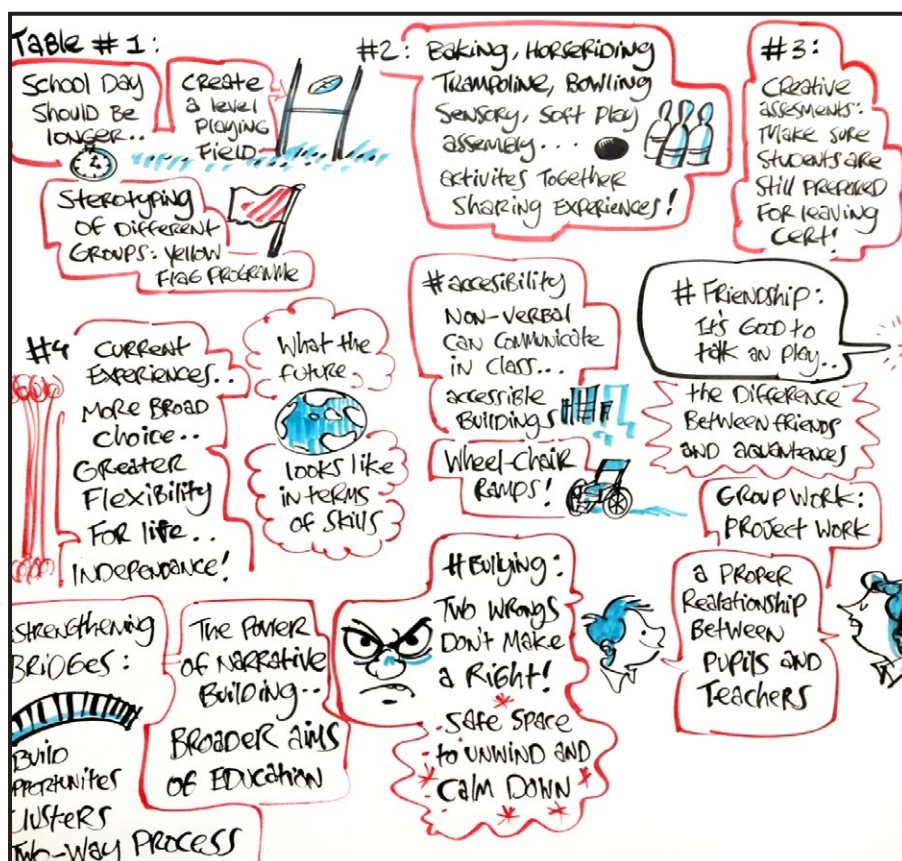 Table #1:
School Day
Should Be
longer..
Create
a level
Playing
Field
Sterotyping
of Different
Groups: Yellow
Flag Programme
#2: Baking, Horseriding
Trampoline, Bowling
Sensory, Soft Play
assembly....
activites Together
Sharing Experiences!
#3:
Creative
assesments:
Make sure
Students are
Still prepared
For leaving
Cert!
#4
Current
Experiences..
More Broad
choice..
Greater
Flexibility
For life..
Independance!
What the
future
looks like
in terms
of skills
#accesibility
Non-verbal
can communicate
in class...
accessible
Buildings
Wheel-Chair
Ramps!
# Friendship:
It's Good to
talk an play..
the Difference
Between friends
and aquentences
Group Work:
Project Work
a Proper
Realationship
Between
Pupils and
Teachers
#Bullying:
Two wrongs
Don't Make
a Right!
Safe Space
to unwind and
Calm Down
Strengthening
Bridges:
Build
Opportunites
Clusters
Two-Way Process
The Power
of Narrative
Building..
Broader aims
of Education